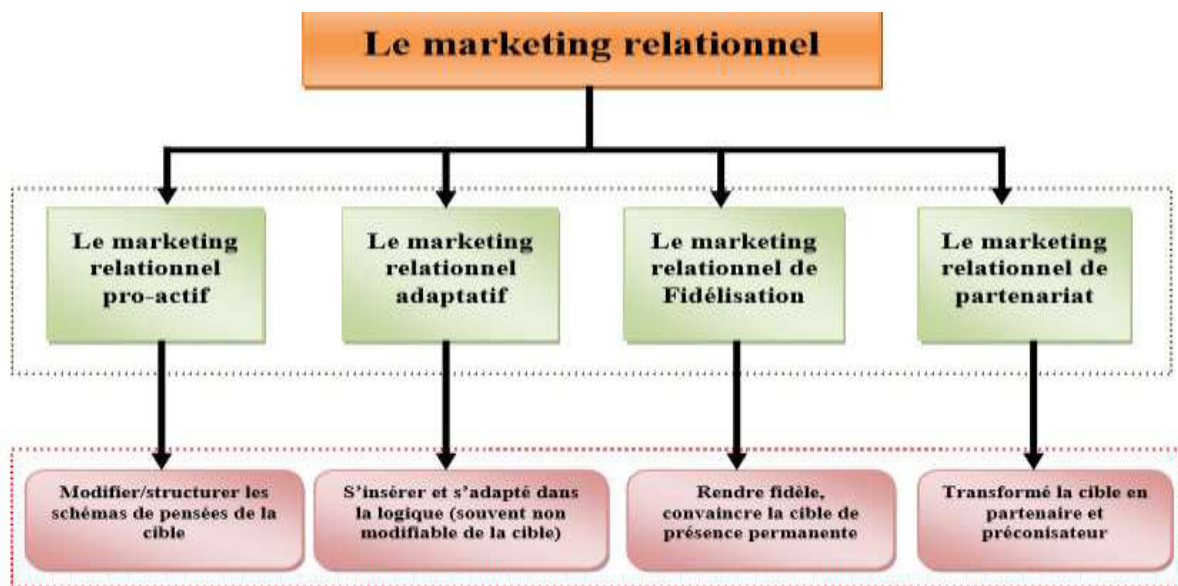 Le marketing relationnel
Le marketing
relationnel
pro-actif
Le marketing
relationnel
adaptatif
Le marketing
relationnel de
Fidélisation
Le marketing
relationnel de
partenariat
Modifier/structurer les
schémas de pensées de la
cible
S'insérer et s'adapté dans
la logique (souvent non
modifiable de la cible)
Rendre fidèle,
convaincre la cible de
présence permanente
Transformé la cible en
partenaire et
préconisateur